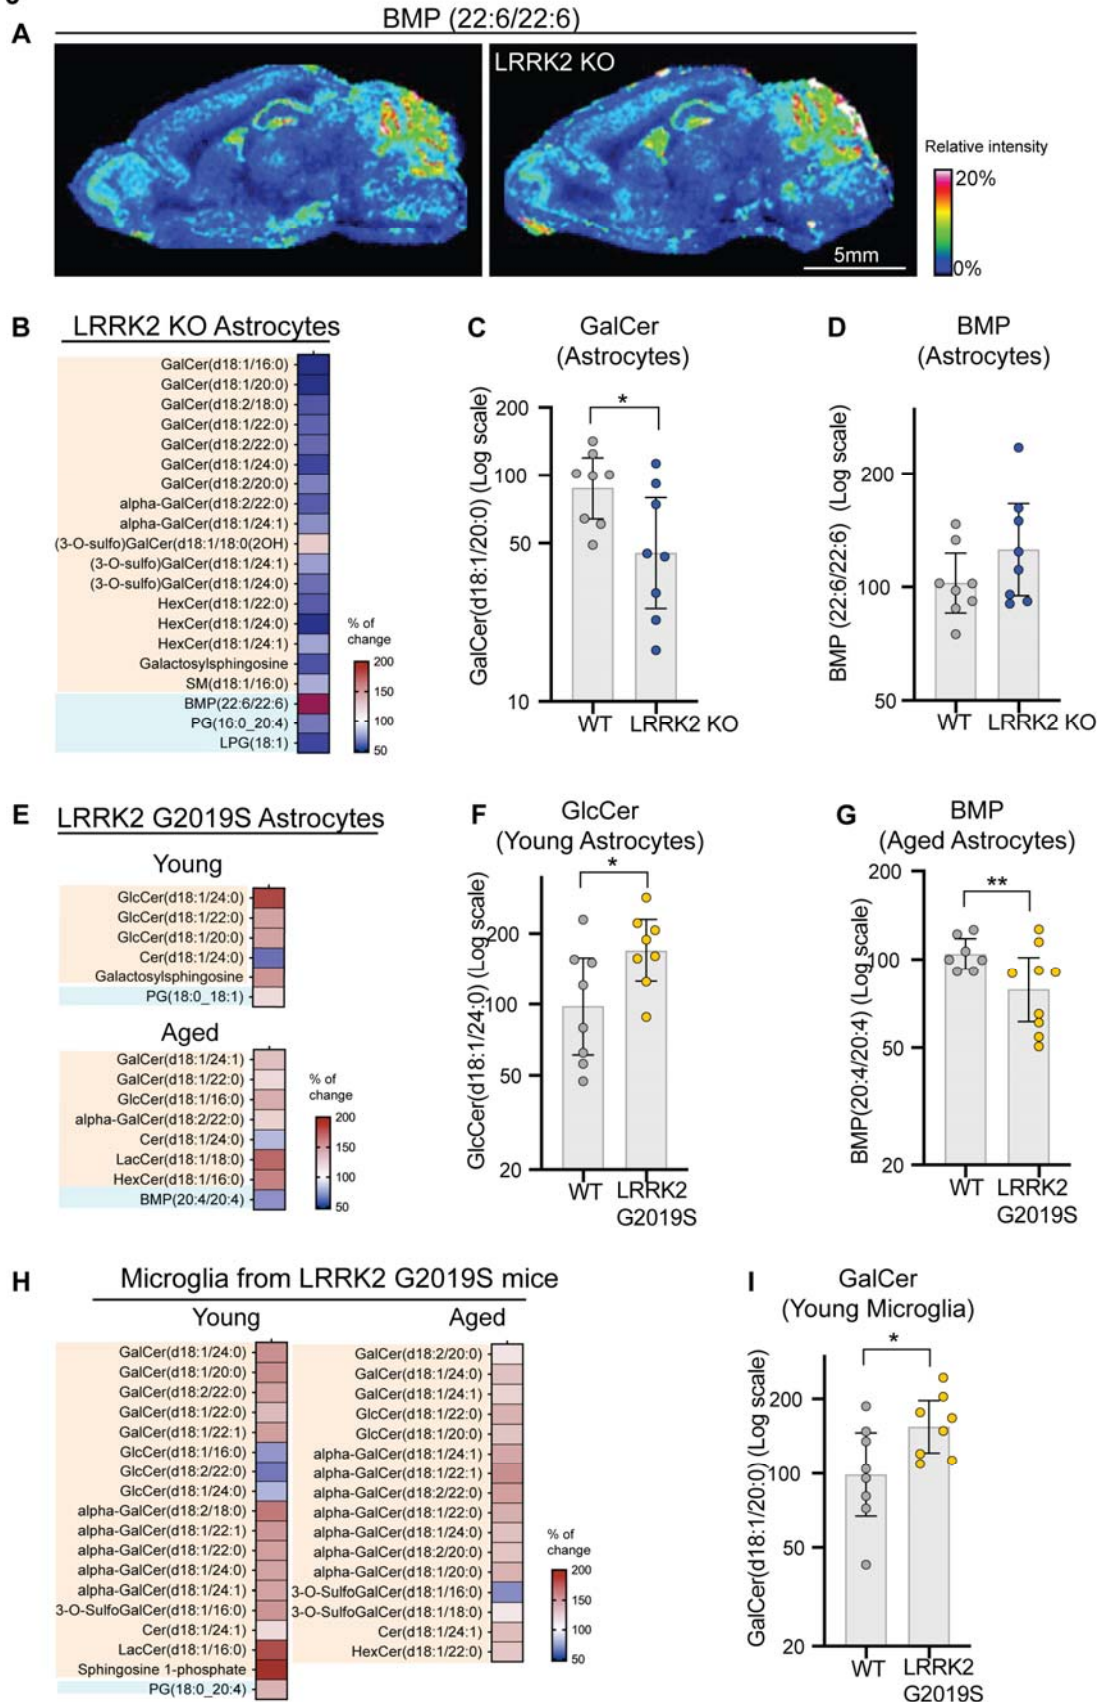 A
BMP (22:6/22:6)
LRRK2 KO
Relative intensity
20%
0%
5mm
B
LRRK2 KO Astrocytes
GalCer(d18:1/16:0)
GalCer(d18:1/20:0)
GalCer(d18:2/18:0)
GalCer(d18:1/22:0)
GalCer(d18:2/22:0)
GalCer(d18:1/24:0)
GalCer(d18:2/20:0)
alpha-GalCer(d18:2/22:0)
alpha-GalCer(d18:1/24:1)
(3-O-sulfo)GalCer(d18:1/18:0(2OH)
(3-O-sulfo)GalCer(d18:1/24:1)
(3-O-sulfo)GalCer(d18:1/24:0)
HexCer(d18:1/22:0)
HexCer(d18:1/24:0)
HexCer(d18:1/24:1)
Galactosylsphingosine
SM(d18:1/16:0)
BMP(22:6/22:6)
PG(16:0_20:4)
LPG(18:1)
% of
change
200
150
100
50
C
GalCer
(Astrocytes)
GalCer(d18:1/20:0) (Log scale)
200
100
50
10
*
WT
LRRK2 KO
D
BMP
(Astrocytes)
BMP (22:6/22:6) (Log scale)
200
100
50
WT
LRRK2 KO
E
LRRK2 G2019S Astrocytes
Young
GlcCer(d18:1/24:0)
GlcCer(d18:1/22:0)
GlcCer(d18:1/20:0)
Cer(d18:1/24:0)
Galactosylsphingosine
PG(18:0_18:1)
Aged
GalCer(d18:1/24:1)
GalCer(d18:1/22:0)
GlcCer(d18:1/16:0)
alpha-GalCer(d18:2/22:0)
Cer(d18:1/24:0)
LacCer(d18:1/18:0)
HexCer(d18:1/16:0)
BMP(20:4/20:4)
% of
change
200
150
100
50
F
GlcCer
(Young Astrocytes)
GlcCer(d18:1/24:0) (Log scale)
200
100
50
20
*
WT
LRRK2
G2019S
G
BMP
(Aged Astrocytes)
BMP(20:4/20:4) (Log scale)
200
100
50
20
**
WT
LRRK2
G2019S
H
Microglia from LRRK2 G2019S mice
Young
GalCer(d18:1/24:0)
GalCer(d18:1/20:0)
GalCer(d18:2/22:0)
GalCer(d18:1/22:0)
GalCer(d18:1/22:1)
GlcCer(d18:1/16:0)
GlcCer(d18:2/22:0)
GlcCer(d18:1/24:0)
alpha-GalCer(d18:2/18:0)
alpha-GalCer(d18:1/22:1)
alpha-GalCer(d18:1/22:0)
alpha-GalCer(d18:1/24:0)
alpha-GalCer(d18:1/24:1)
3-O-SulfoGalCer(d18:1/16:0)
Cer(d18:1/24:1)
LacCer(d18:1/16:0)
Sphingosine 1-phosphate
PG(18:0_20:4)
Aged
GalCer(d18:2/20:0)
GalCer(d18:1/24:0)
GalCer(d18:1/24:1)
GlcCer(d18:1/22:0)
GlcCer(d18:1/20:0)
alpha-GalCer(d18:1/24:1)
alpha-GalCer(d18:1/22:1)
alpha-GalCer(d18:2/22:0)
alpha-GalCer(d18:1/22:0)
alpha-GalCer(d18:1/24:0)
alpha-GalCer(d18:2/20:0)
alpha-GalCer(d18:1/20:0)
3-O-SulfoGalCer(d18:1/16:0)
3-O-SulfoGalCer(d18:1/18:0)
Cer(d18:1/24:1)
HexCer(d18:1/22:0)
% of
change
200
150
100
50
I
GalCer
(Young Microglia)
GalCer(d18:1/20:0) (Log scale)
200
100
50
20
*
WT
LRRK2
G2019S